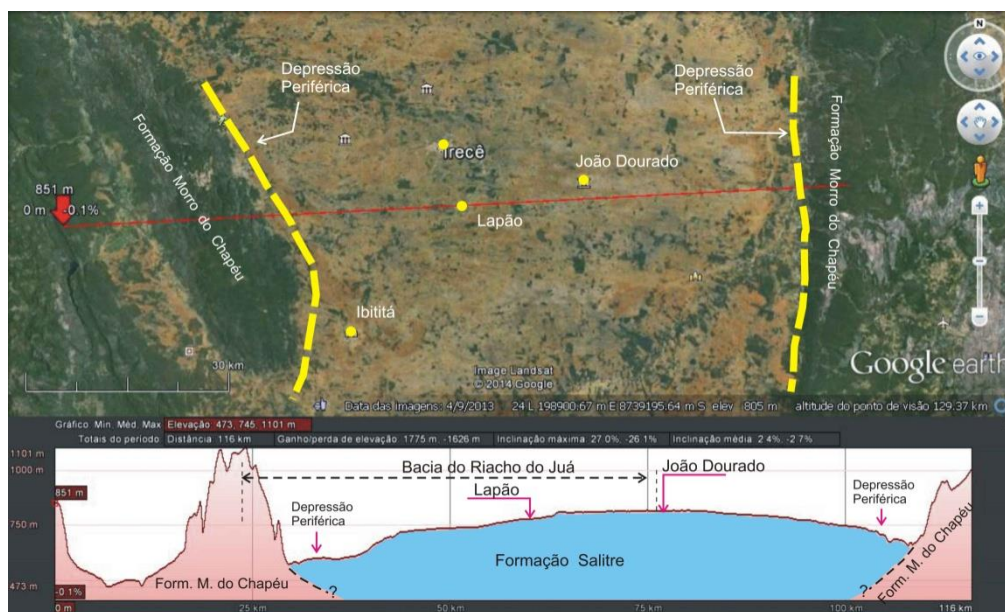 N
Depressão
Periférica
Depressão
Periférica
Formação Morro do Chapéu
Formação Morro do Chapéu
Irecê
João Dourado
851 m
0 m -0.1%
Lapão
Ibititá
30 km
Image Landsat
© 2014 Google
Google earth
Data das Imagens: 4/9/2013 24 L 198900.67 m E 8739195.64 m S elev 805 m altitude do ponto de visão 129.37 km
Gráfico Min, Méd, Max Elevação 473, 745, 1101 m
Totais do período Distância 116 km Ganho/perda de elevação 1775 m, -1626 m Inclinação máxima 27.0%, -26.1% Inclinação média 2.4%, -2.7%
1101 m
1000 m
Bacia do Riacho do Juá
João Dourado
851 m
Lapão
Depressão
Periférica
Depressão
Periférica
750 m
Form. M. do Chapéu
Formação Salitre
Form. M. do Chapéu
473 m
-0.1%
?
?
0 m
25 km
50 km
75 km
100 km
116 km